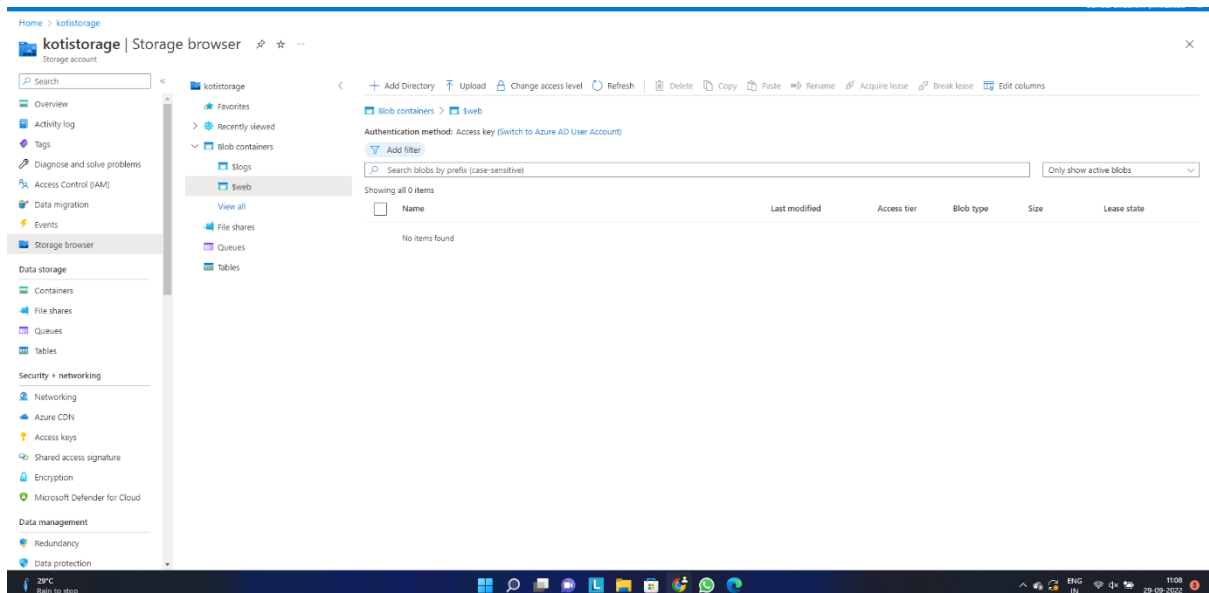 Home > kotistorage
kotistorage | Storage browser
Storage account
Search
Overview
Activity log
Tags
Diagnose and solve problems
Access Control (IAM)
Data migration
Events
Storage browser
Data storage
Containers
File shares
Queues
Tables
Security + networking
Networking
Azure CDN
Access keys
Shared access signature
Encryption
Microsoft Defender for Cloud
Data management
Redundancy
Data protection
kotistorage
Favorites
Recently viewed
Blob containers
$logs
$web
View all
File shares
Queues
Tables
Add Directory Upload Change access level Refresh Delete Copy Paste Rename Acquire lease Break lease Edit columns
Blob containers > $web
Authentication method: Access key (Switch to Azure AD User Account)
Add filter
Search blobs by prefix (case-sensitive) Only show active blobs
Showing all 0 items
Name Last modified Access tier Blob type Size Lease state
No items found
29°C
Rain to stop
ENG
IN
11:08
29-09-2022